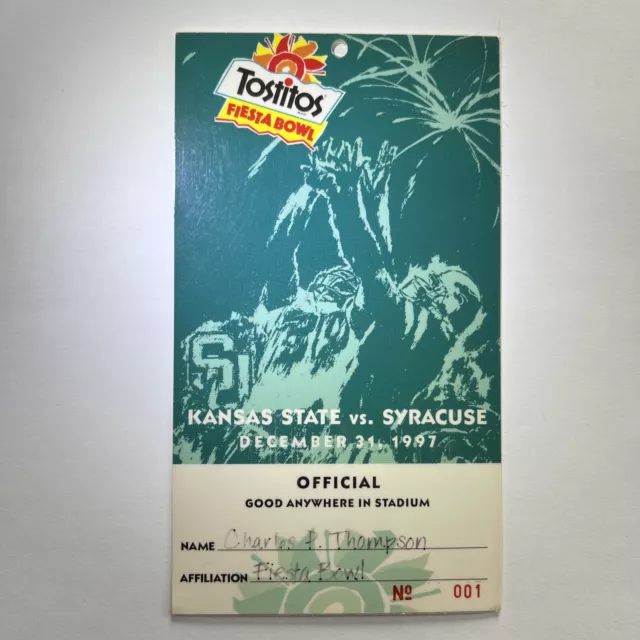 Tostitos
FIESTA BOWL
SU
KANSAS STATE vs. SYRACUSE
DECEMBER 31, 1997
OFFICIAL
GOOD ANYWHERE IN STADIUM
NAME Charles P. Thompson
AFFILIATION Fiesta Bowl
Nº 001